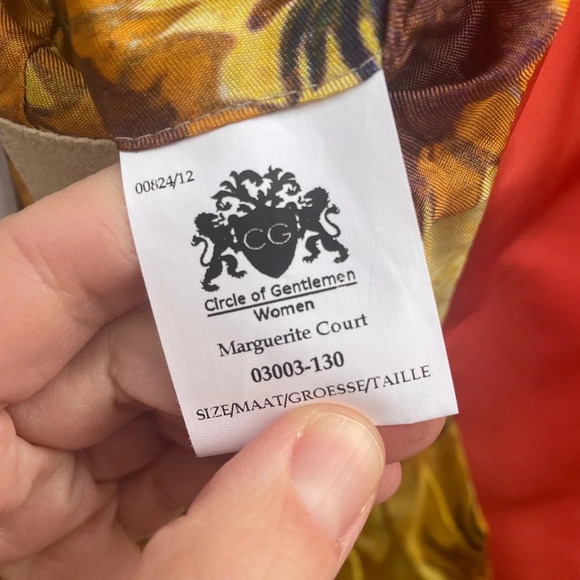 00824/12
CG
Circle of Gentlemen
Women
Marguerite Court
03003-130
SIZE/MAAT/GROESSE/TAILLE